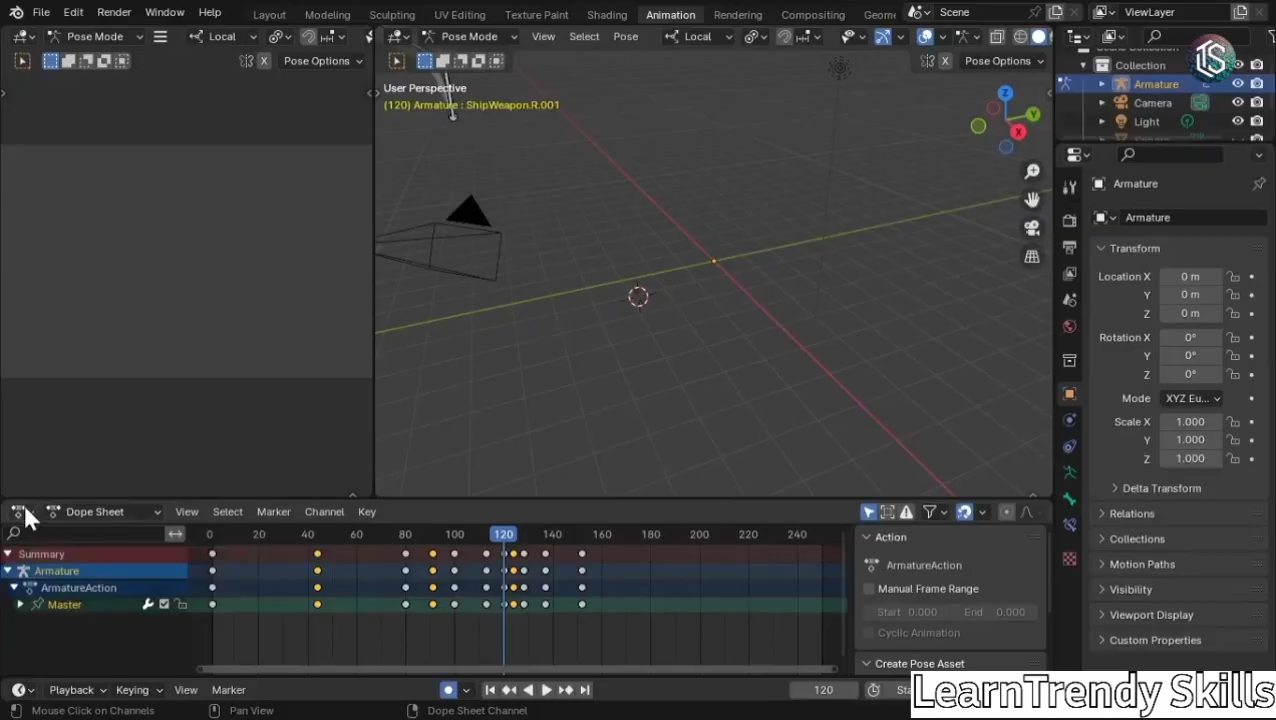 File Edit Render Window Help Layout Modeling Sculpting UV Editing Texture Paint Shading Animation Rendering Compositing Geome Scene ViewLayer
Pose Mode Local Pose Mode View Select Pose Local
X Pose Options X Pose Options
Collection
Armature
Camera
Light
TS
User Perspective
(120) Armature : ShipWeapon.R.001
Z
Y
X
Armature
Armature
Transform
Location X 0 m
Y 0 m
Z 0 m
Rotation X 0°
Y 0°
Z 0°
Mode XYZ Eu...
Scale X 1.000
Y 1.000
Z 1.000
Delta Transform
Relations
Collections
Motion Paths
Visibility
Viewport Display
Custom Properties
Dope Sheet View Select Marker Channel Key
0 20 40 60 80 100 120 140 160 180 200 220 240
Summary
Armature
ArmatureAction
Master
Action
ArmatureAction
Manual Frame Range
Start 0.000 End 0.000
Cyclic Animation
Create Pose Asset
Playback Keying View Marker 120 Sta
Mouse Click on Channels Pan View Dope Sheet Channel
LearnTrendy Skills